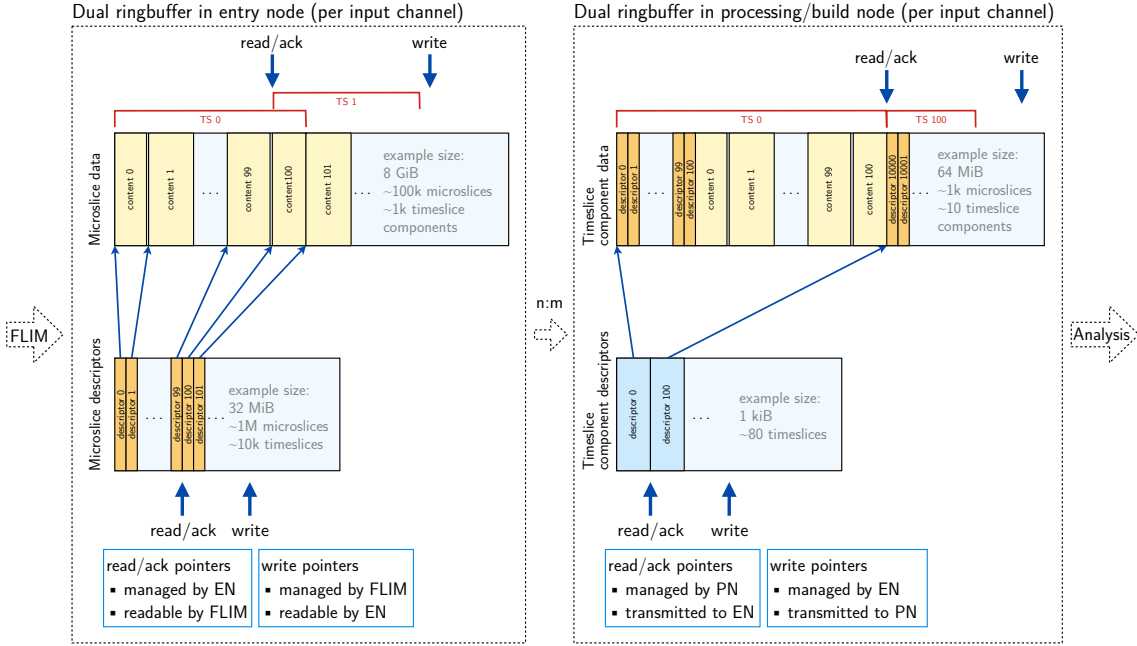 Dual ringbuffer in entry node (per input channel)
read/ack
write
TS 1
TS 0
Microslice data
content 0
content 1
. . .
content 99
content100
content 101
. . .
example size:
8 GiB
~100k microslices
~1k timeslice
components
FLIM
Microslice descriptors
descriptor 0
descriptor 1
. . .
descriptor 99
descriptor 100
descriptor 101
. . .
example size:
32 MiB
~1M microslices
~10k timeslices
read/ack
write
read/ack pointers
▪ managed by EN
▪ readable by FLIM
write pointers
▪ managed by FLIM
▪ readable by EN
n:m
Dual ringbuffer in processing/build node (per input channel)
read/ack
write
TS 0
TS 100
Timeslice
component data
descriptor 0
descriptor 1
. . .
descriptor 99
descriptor 100
content 0
content 1
. . .
content 99
content 100
descriptor 10000
descriptor 10001
. . .
example size:
64 MiB
~1k microslices
~10 timeslice
components
Timeslice
component descriptors
descriptor 0
descriptor 100
. . .
example size:
1 kiB
~80 timeslices
read/ack
write
read/ack pointers
▪ managed by PN
▪ transmitted to EN
write pointers
▪ managed by EN
▪ transmitted to PN
Analysis